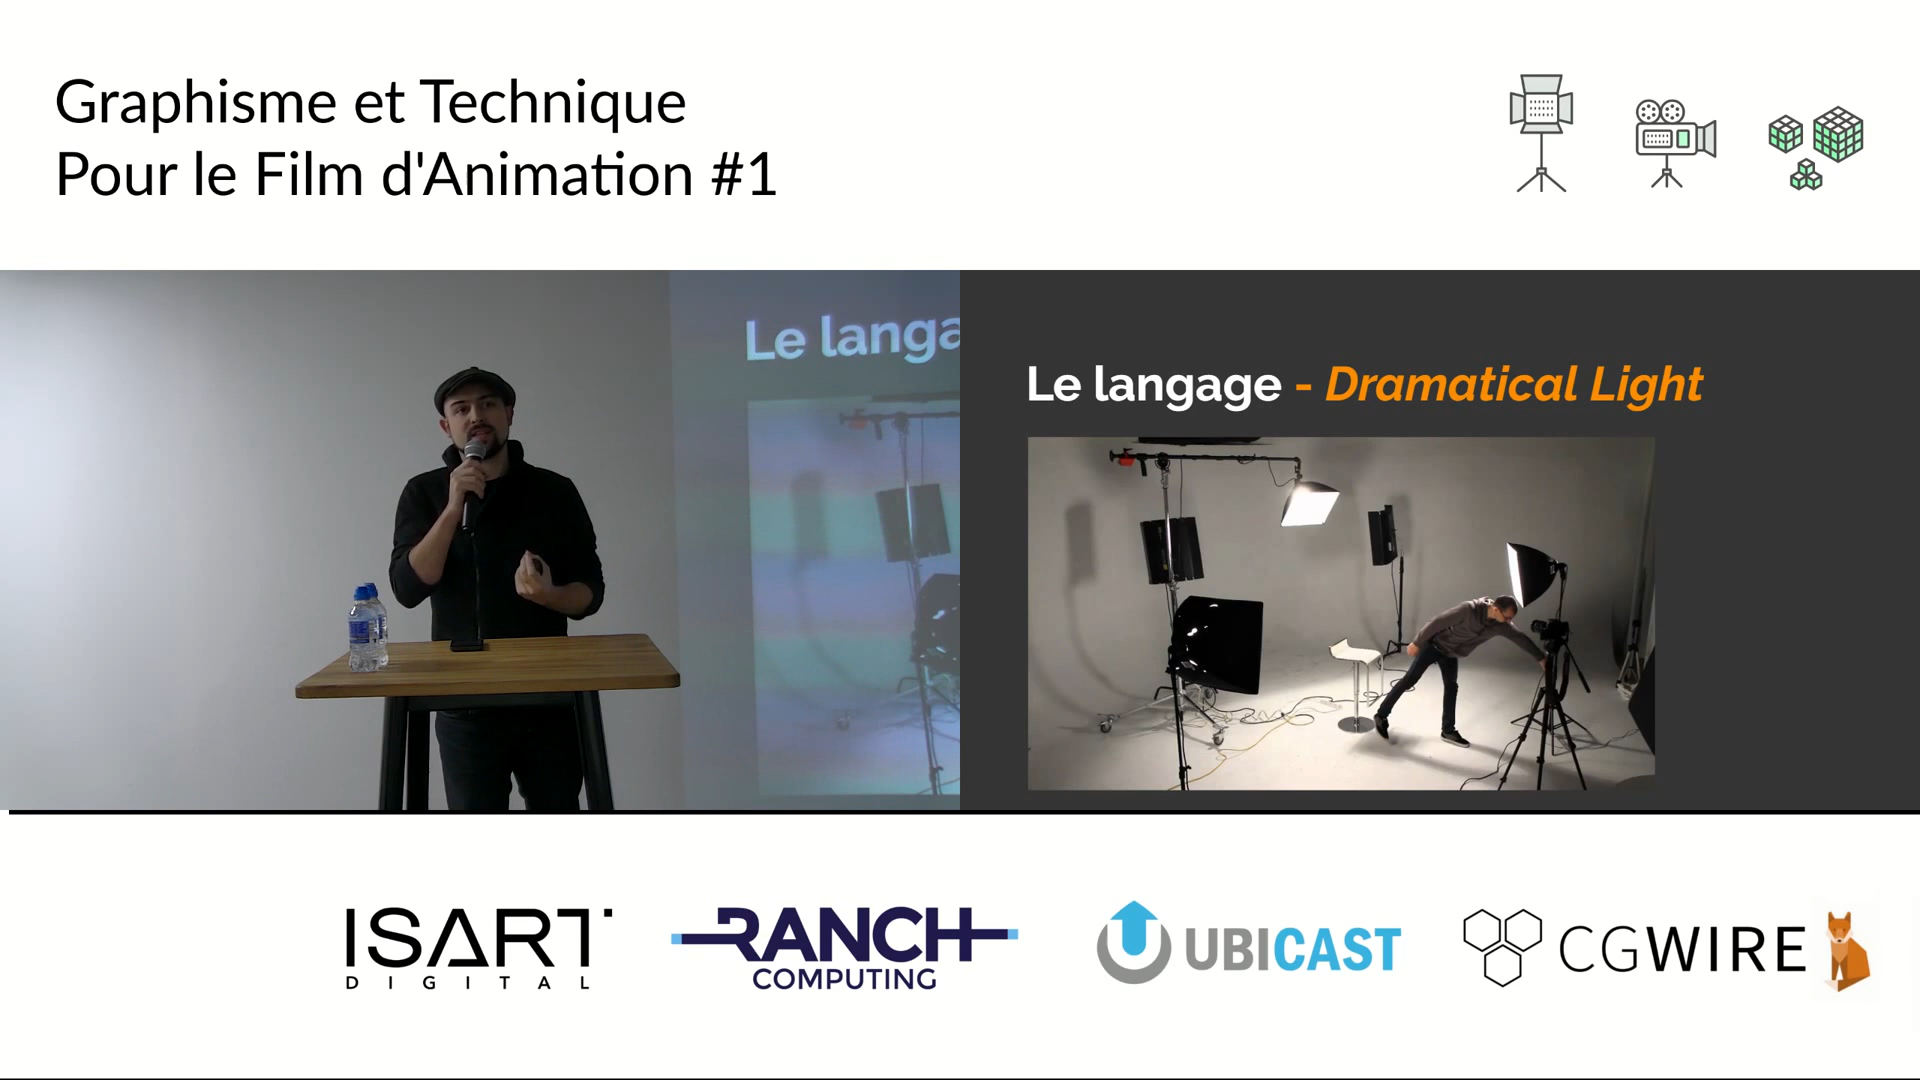 Graphisme et Technique
Pour le Film d'Animation #1
Le langa
Le langage - Dramatical Light
ISART
DIGITAL
RANCH
COMPUTING
UBICAST
CGWIRE